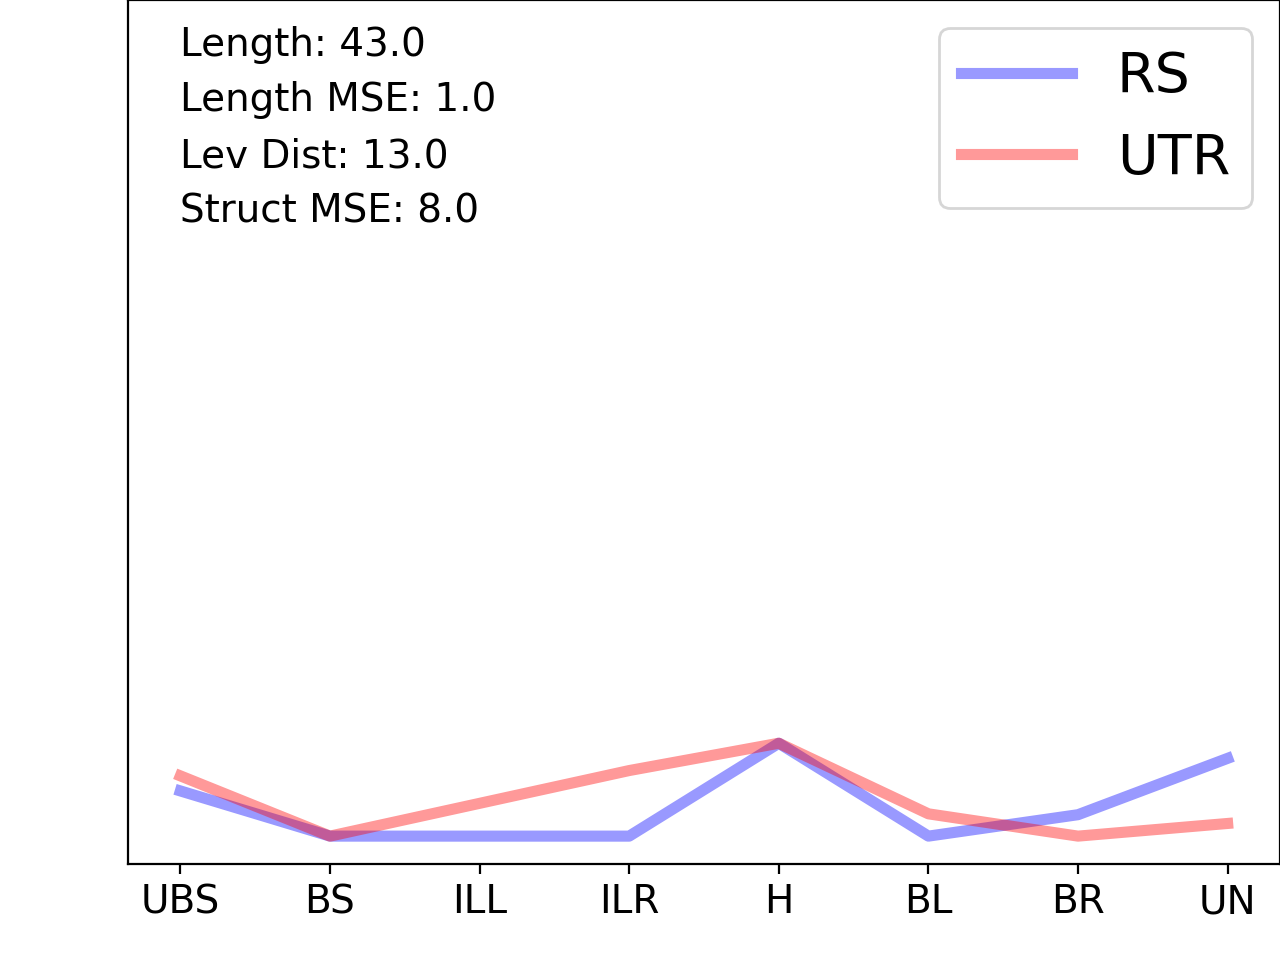 Length: 43.0
Length MSE: 1.0
Lev Dist: 13.0
Struct MSE: 8.0
RS
UTR
UBS BS ILL ILR H BL BR UN